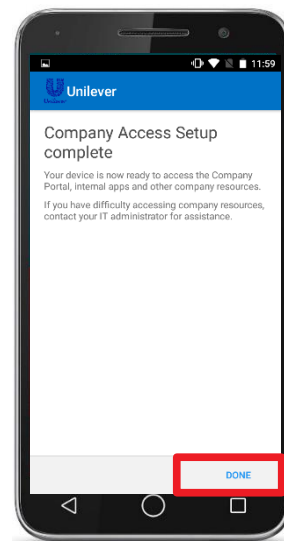 11:59
Unilever
Unilever
Company Access Setup
complete
Your device is now ready to access the Company
Portal, internal apps and other company resources.
If you have difficulty accessing company resources,
contact your IT administrator for assistance.
DONE